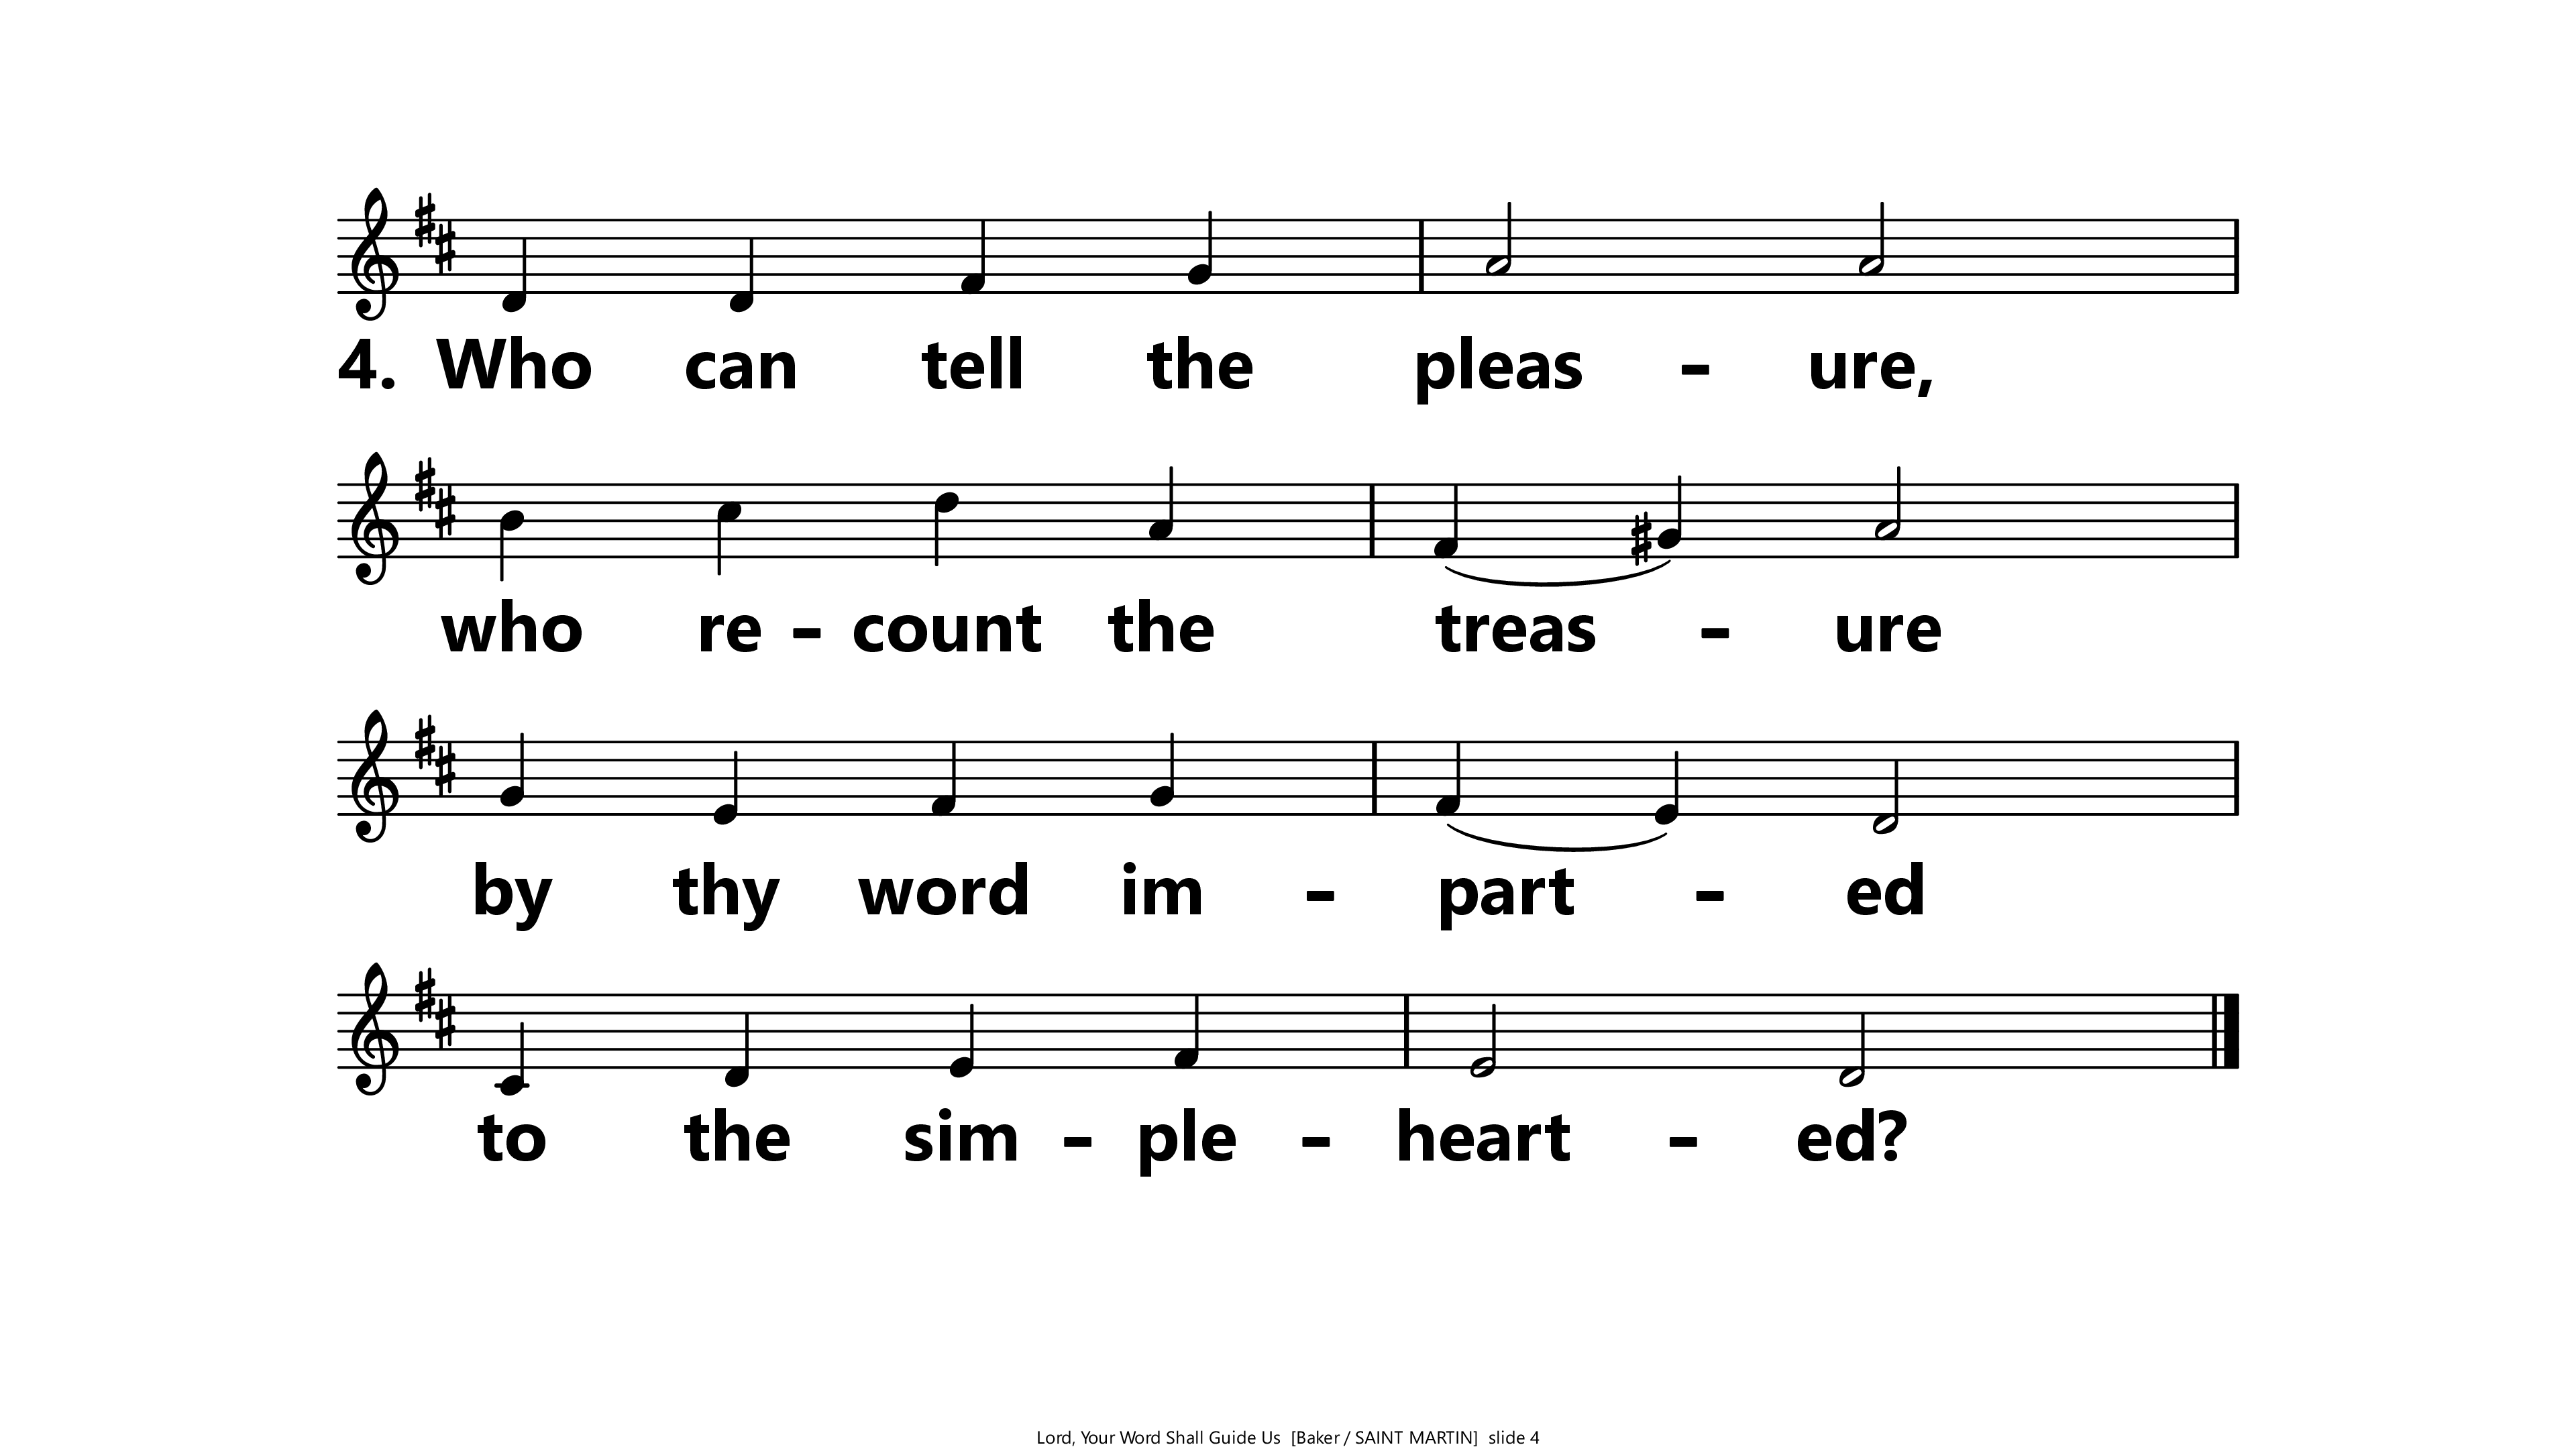 4. Who can tell the pleas - ure,
who re - count the treas - ure
by thy word im - part - ed
to the sim - ple - heart - ed?
Lord, Your Word Shall Guide Us [Baker / SAINT MARTIN] slide 4